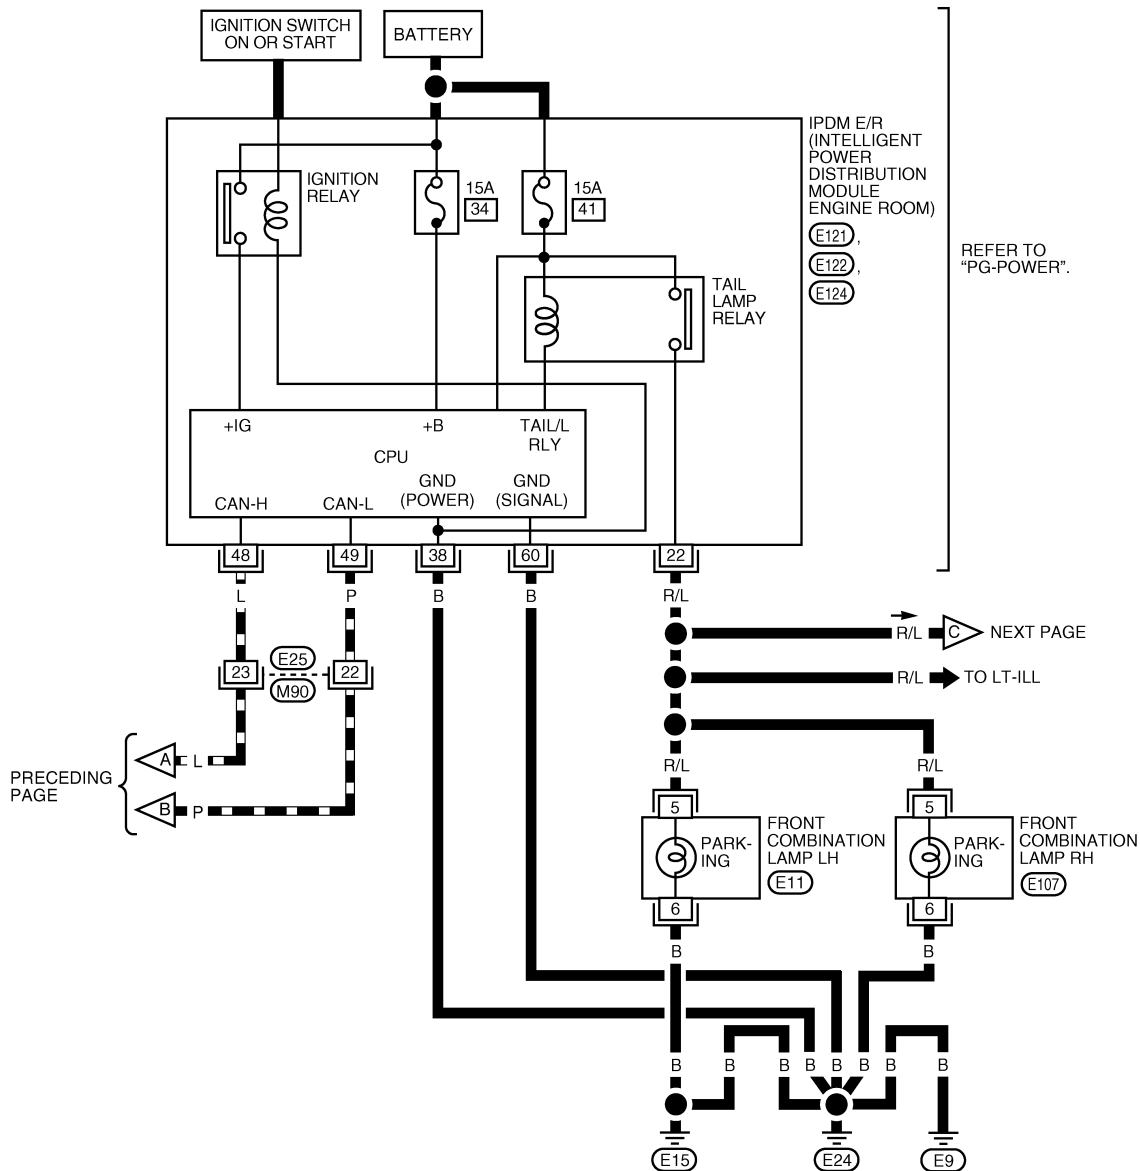 IGNITION SWITCH
ON OR START
BATTERY
IPDM E/R
(INTELLIGENT
POWER
DISTRIBUTION
MODULE
ENGINE ROOM)
E121 ,
E122 ,
E124
REFER TO
“PG-POWER”.
IGNITION
RELAY
15A
34
15A
41
TAIL
LAMP
RELAY
+IG
+B
TAIL/L
RLY
CPU
GND
(POWER)
GND
(SIGNAL)
CAN-H
CAN-L
48
49
38
60
22
L
P
B
B
R/L
R/L
C
NEXT PAGE
E25
23
22
M90
R/L
TO LT-ILL
PRECEDING
PAGE
A
L
B
P
R/L
R/L
5
5
PARK-
ING
FRONT
COMBINATION
LAMP LH
E11
PARK-
ING
FRONT
COMBINATION
LAMP RH
E107
6
6
B
B
B
B
B
B
B
B
B
B
E15
E24
E9